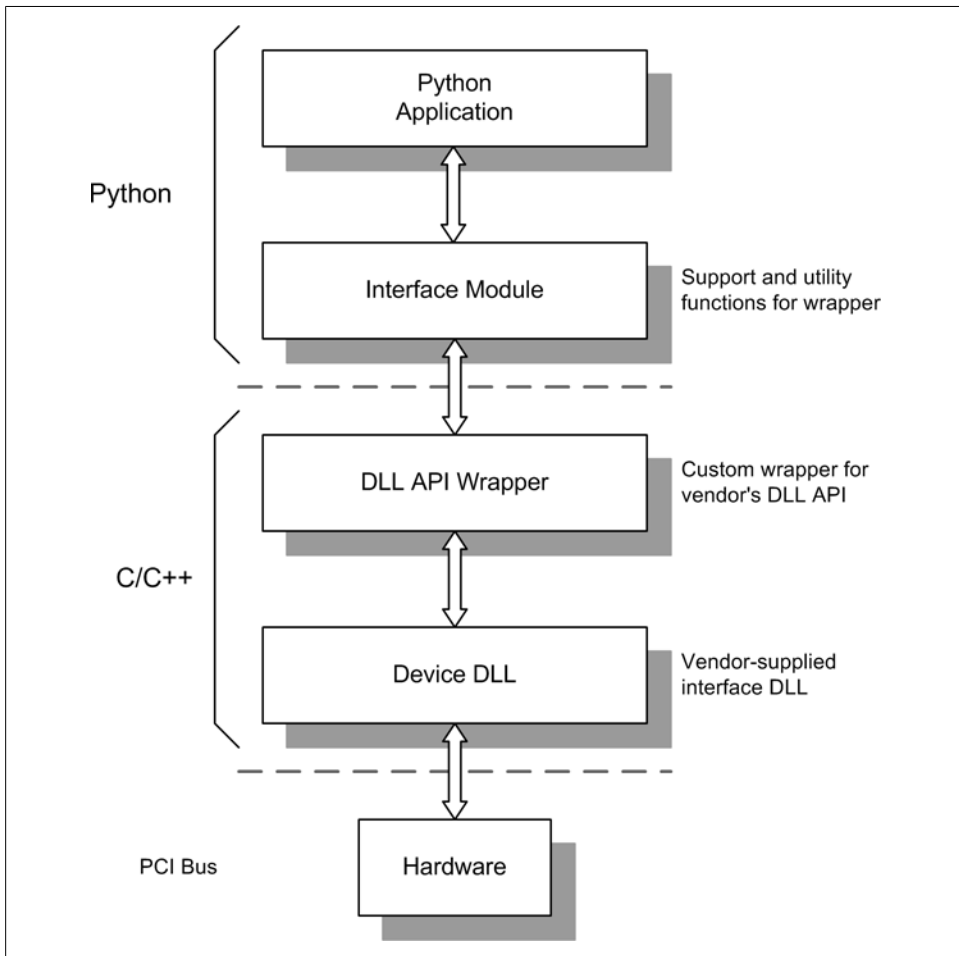 Python
Application
Python
Interface Module
Support and utility
functions for wrapper
DLL API Wrapper
Custom wrapper for
vendor's DLL API
C/C++
Device DLL
Vendor-supplied
interface DLL
PCI Bus
Hardware